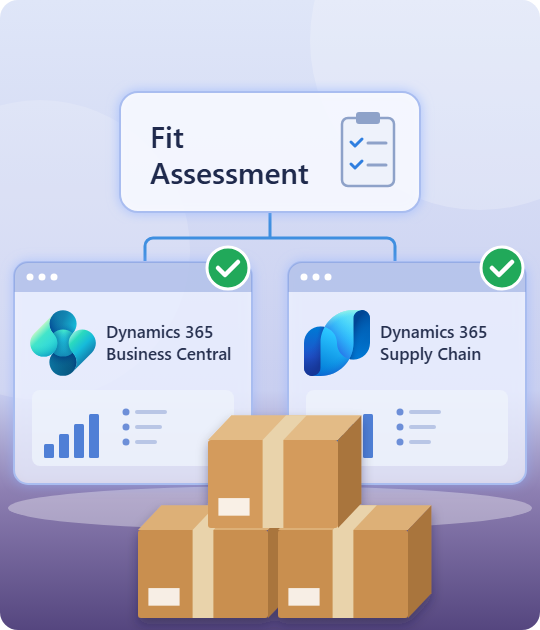 Fit
Assessment
Dynamics 365
Business Central
Dynamics 365
Supply Chain